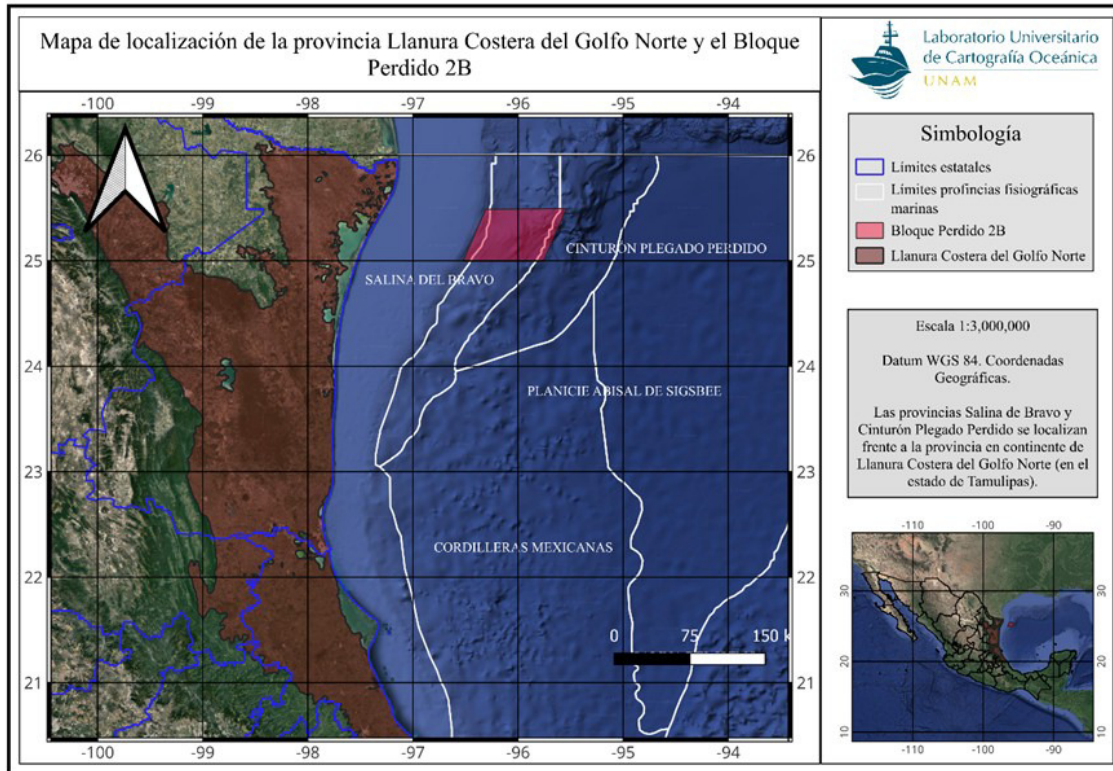 Mapa de localización de la provincia Llanura Costera del Golfo Norte y el Bloque
Perdido 2B
-100 -99 -98 -97 -96 -95 -94
26
25
24
23
22
21
26
25
24
23
22
21
SALINA DEL BRAVO
CINTURÓN PLEGADO PERDIDO
PLANICIE ABISAL DE SIGSBEE
CORDILLERAS MEXICANAS
0 75 150 k
-100 -99 -98 -97 -96 -95 -94
Laboratorio Universitario
de Cartografía Oceánica
UNAM
Simbología
Límites estatales
Límites profincias fisiográficas
marinas
Bloque Perdido 2B
Llanura Costera del Golfo Norte
Escala 1:3,000,000
Datum WGS 84. Coordenadas
Geográficas.
Las provincias Salina de Bravo y
Cinturón Plegado Perdido se localizan
frente a la provincia en continente de
Llanura Costera del Golfo Norte (en el
estado de Tamulipas).
-110 -100 -90
30
20
10
30
20
10
-110 -100 -90